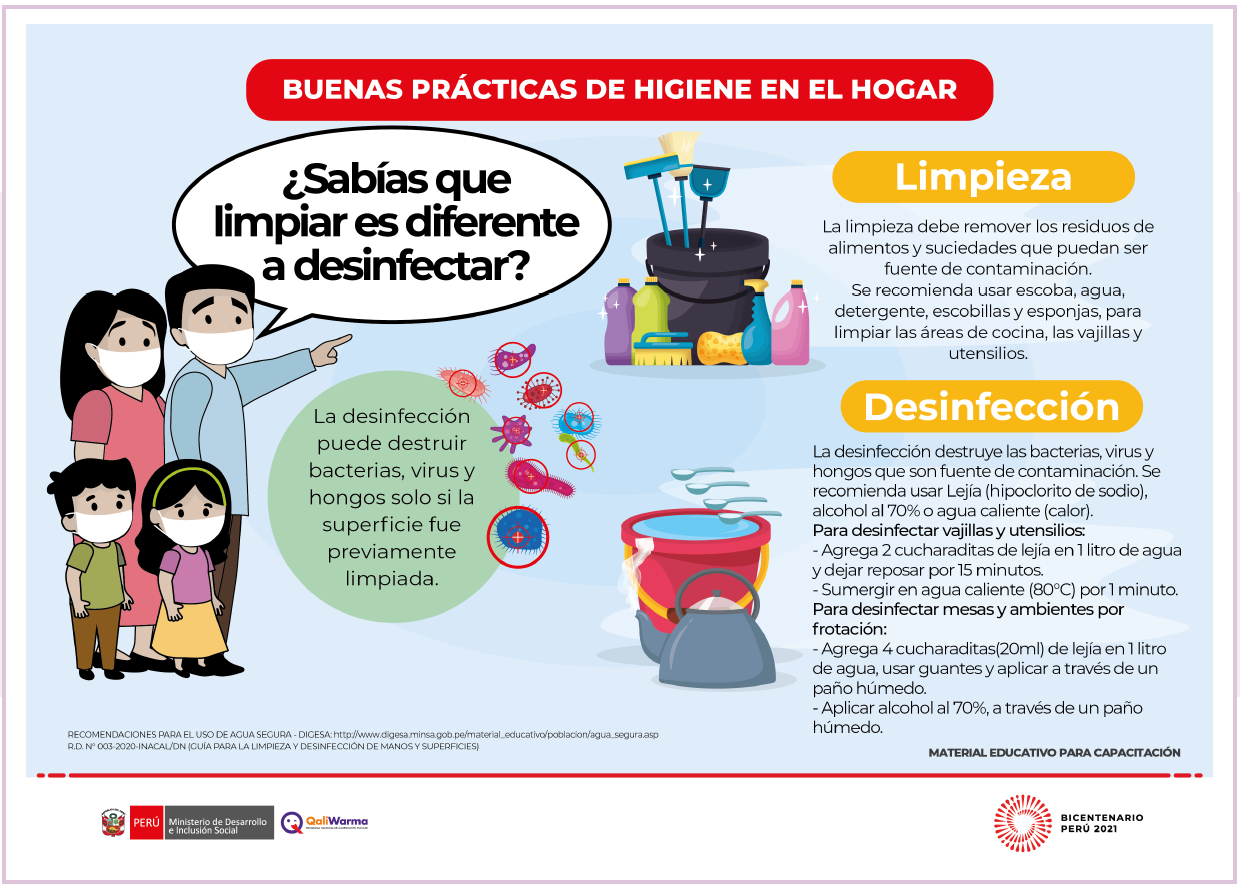 BUENAS PRÁCTICAS DE HIGIENE EN EL HOGAR
¿Sabías que
limpiar es diferente
a desinfectar?
La desinfección
puede destruir
bacterias, virus y
hongos solo si la
superficie fue
previamente
limpiada.
Limpieza
La limpieza debe remover los residuos de
alimentos y suciedades que puedan ser
fuente de contaminación.
Se recomienda usar escoba, agua,
detergente, escobillas y esponjas, para
limpiar las áreas de cocina, las vajillas y
utensilios.
Desinfección
La desinfección destruye las bacterias, virus y
hongos que son fuente de contaminación. Se
recomienda usar Lejía (hipoclorito de sodio),
alcohol al 70% o agua caliente (calor).
Para desinfectar vajillas y utensilios:
- Agrega 2 cucharaditas de lejía en 1 litro de agua
y dejar reposar por 15 minutos.
- Sumergir en agua caliente (80°C) por 1 minuto.
Para desinfectar mesas y ambientes por
frotación:
- Agrega 4 cucharaditas(20ml) de lejía en 1 litro
de agua, usar guantes y aplicar a través de un
paño húmedo.
- Aplicar alcohol al 70%, a través de un paño
húmedo.
RECOMENDACIONES PARA EL USO DE AGUA SEGURA - DIGESA: http://www.digesa.minsa.gob.pe/material_educativo/poblacion/agua_segura.asp
R.D. N° 003-2020-INACAL/DN (GUÍA PARA LA LIMPIEZA Y DESINFECCIÓN DE MANOS Y SUPERFICIES)
MATERIAL EDUCATIVO PARA CAPACITACIÓN
PERÚ
Ministerio de Desarrollo
e Inclusión Social
QaliWarma
BICENTENARIO
PERÚ 2021